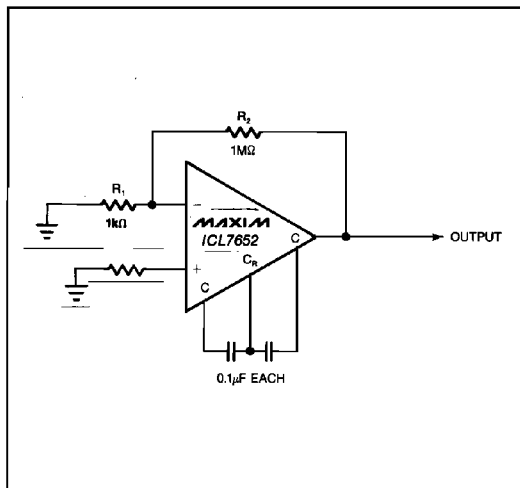 R2
1MΩ
R1
1kΩ
−
MAXIM
ICL7652
C
OUTPUT
+
CR
C
0.1µF EACH